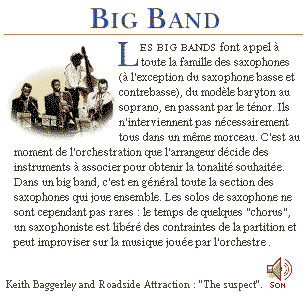 BIG BAND
LES BIG BANDS font appel à
toute la famille des saxophones
(à l'exception du saxophone basse et
contrebasse), du modèle baryton au
soprano, en passant par le ténor. Ils
n'interviennent pas nécessairement
tous dans un même morceau. C'est au
moment de l'orchestration que l'arrangeur décide des
instruments à associer pour obtenir la tonalité souhaitée.
Dans un big band, c'est en général toute la section des
saxophones qui joue ensemble. Les solos de saxophone ne
sont cependant pas rares : le temps de quelques "chorus",
un saxophoniste est libéré des contraintes de la partition et
peut improviser sur la musique jouée par l'orchestre .
Keith Baggerley and Roadside Attraction : "The suspect".
SON